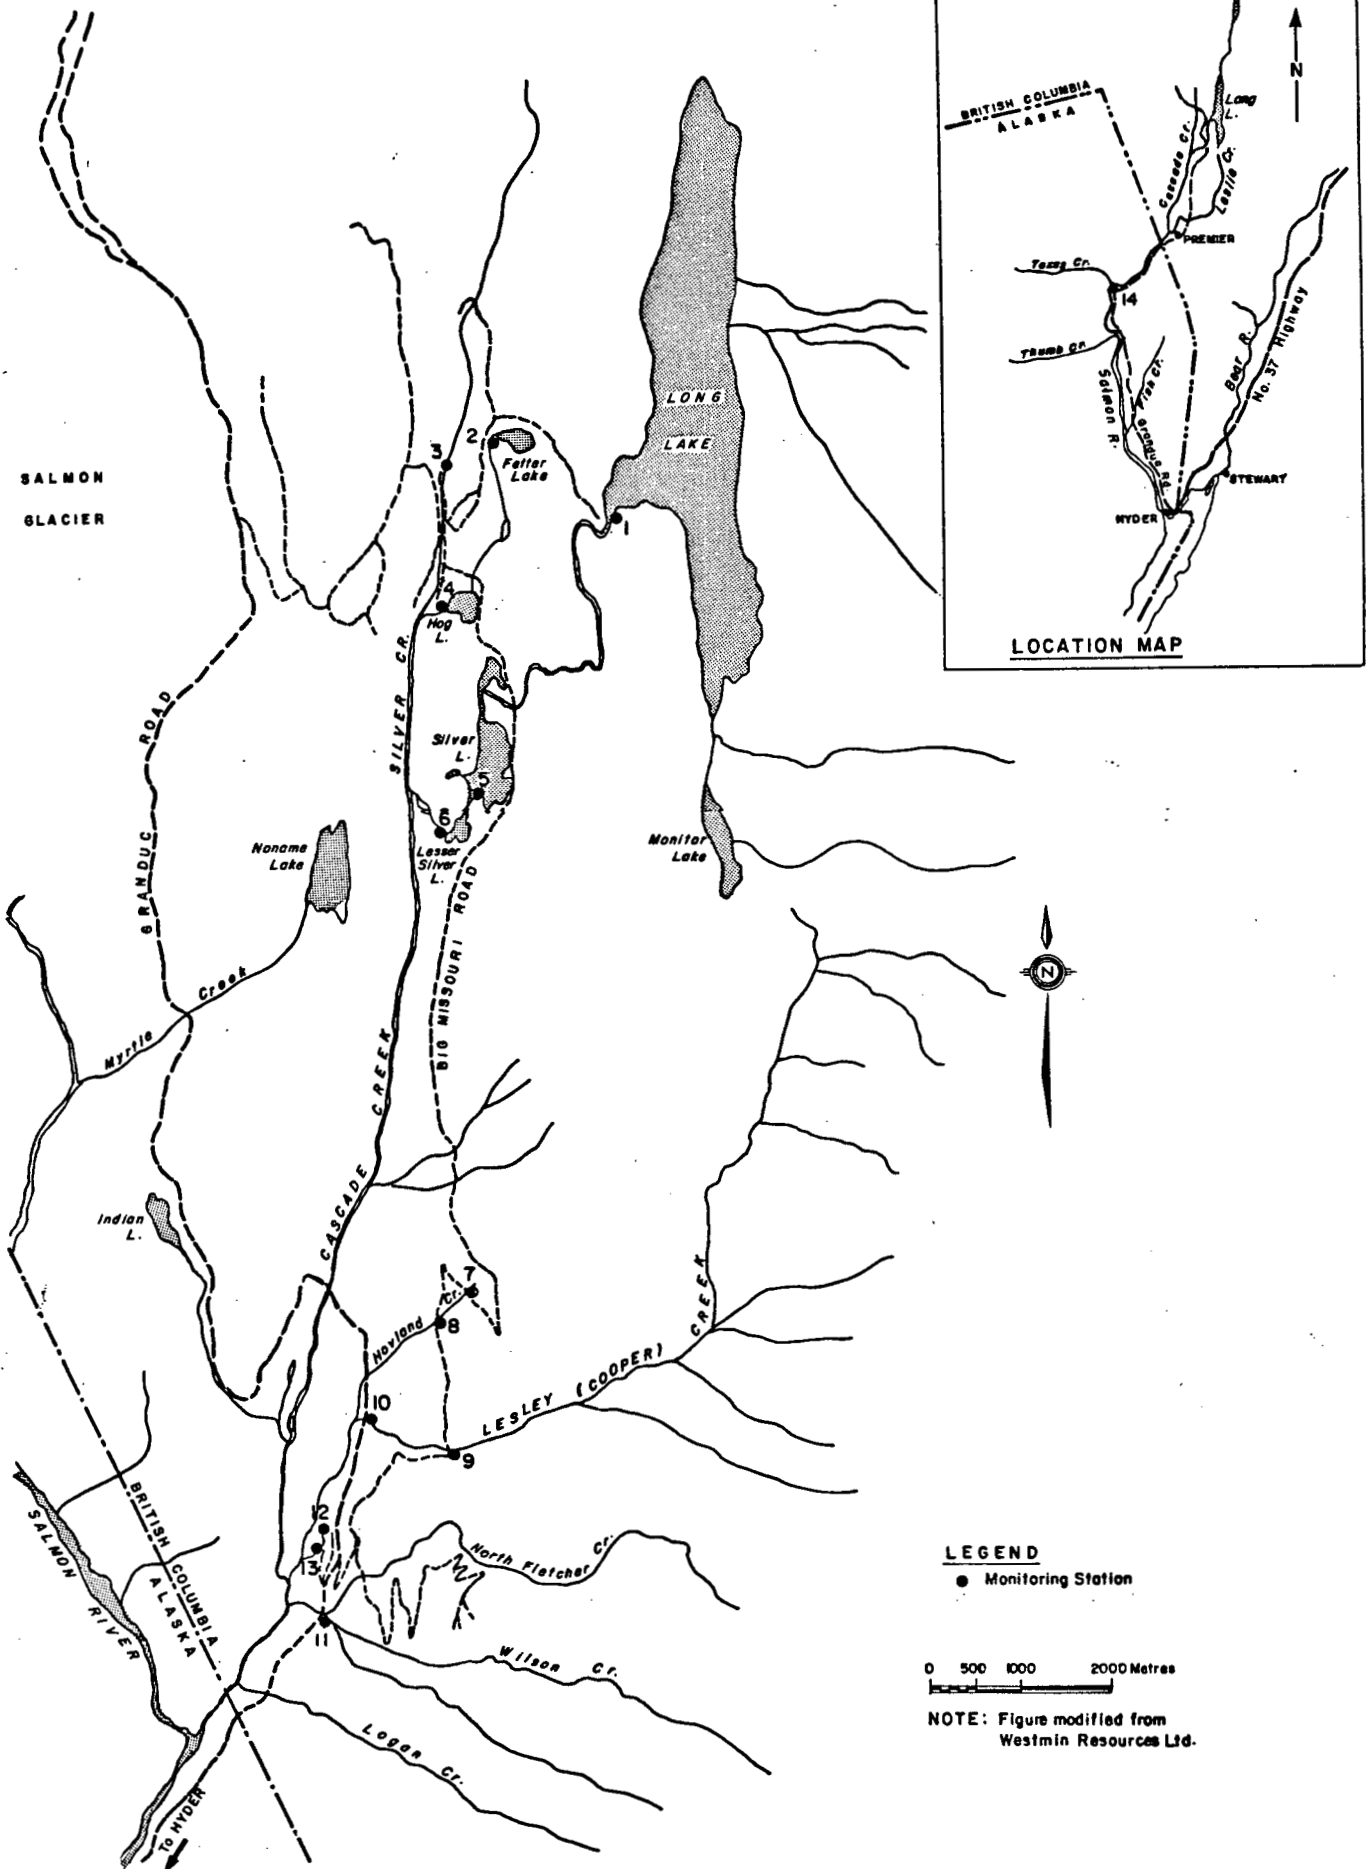 BRITISH COLUMBIA
ALASKA
N
Long
L.
Cascade Cr.
Leslie Cr.
PREMIER
Texas Cr.
14
Thumb Cr.
Salmon R.
Fish Cr.
Granduc Rd.
Bear R.
No. 37 Highway
STEWART
HYDER
LOCATION MAP
SALMON
GLACIER
LONG
LAKE
2
Fetter
Lake
3
1
4
Hog
L.
SILVER CR.
GRANDUC ROAD
Silver
L.
5
6
Lesser
Silver
L.
Noname
Lake
Monitor
Lake
BIG MISSOURI ROAD
Myrtle Creek
N
CASCADE CREEK
Indian
L.
7
Hovland Cr.
8
LESLEY (COOPER) CREEK
10
9
12
13
North Fletcher Cr.
SALMON RIVER
BRITISH COLUMBIA
ALASKA
11
Wilson Cr.
Logan Cr.
To HYDER
LEGEND
Monitoring Station
0 500 1000 2000 Metres
NOTE: Figure modified from
Westmin Resources Ltd.